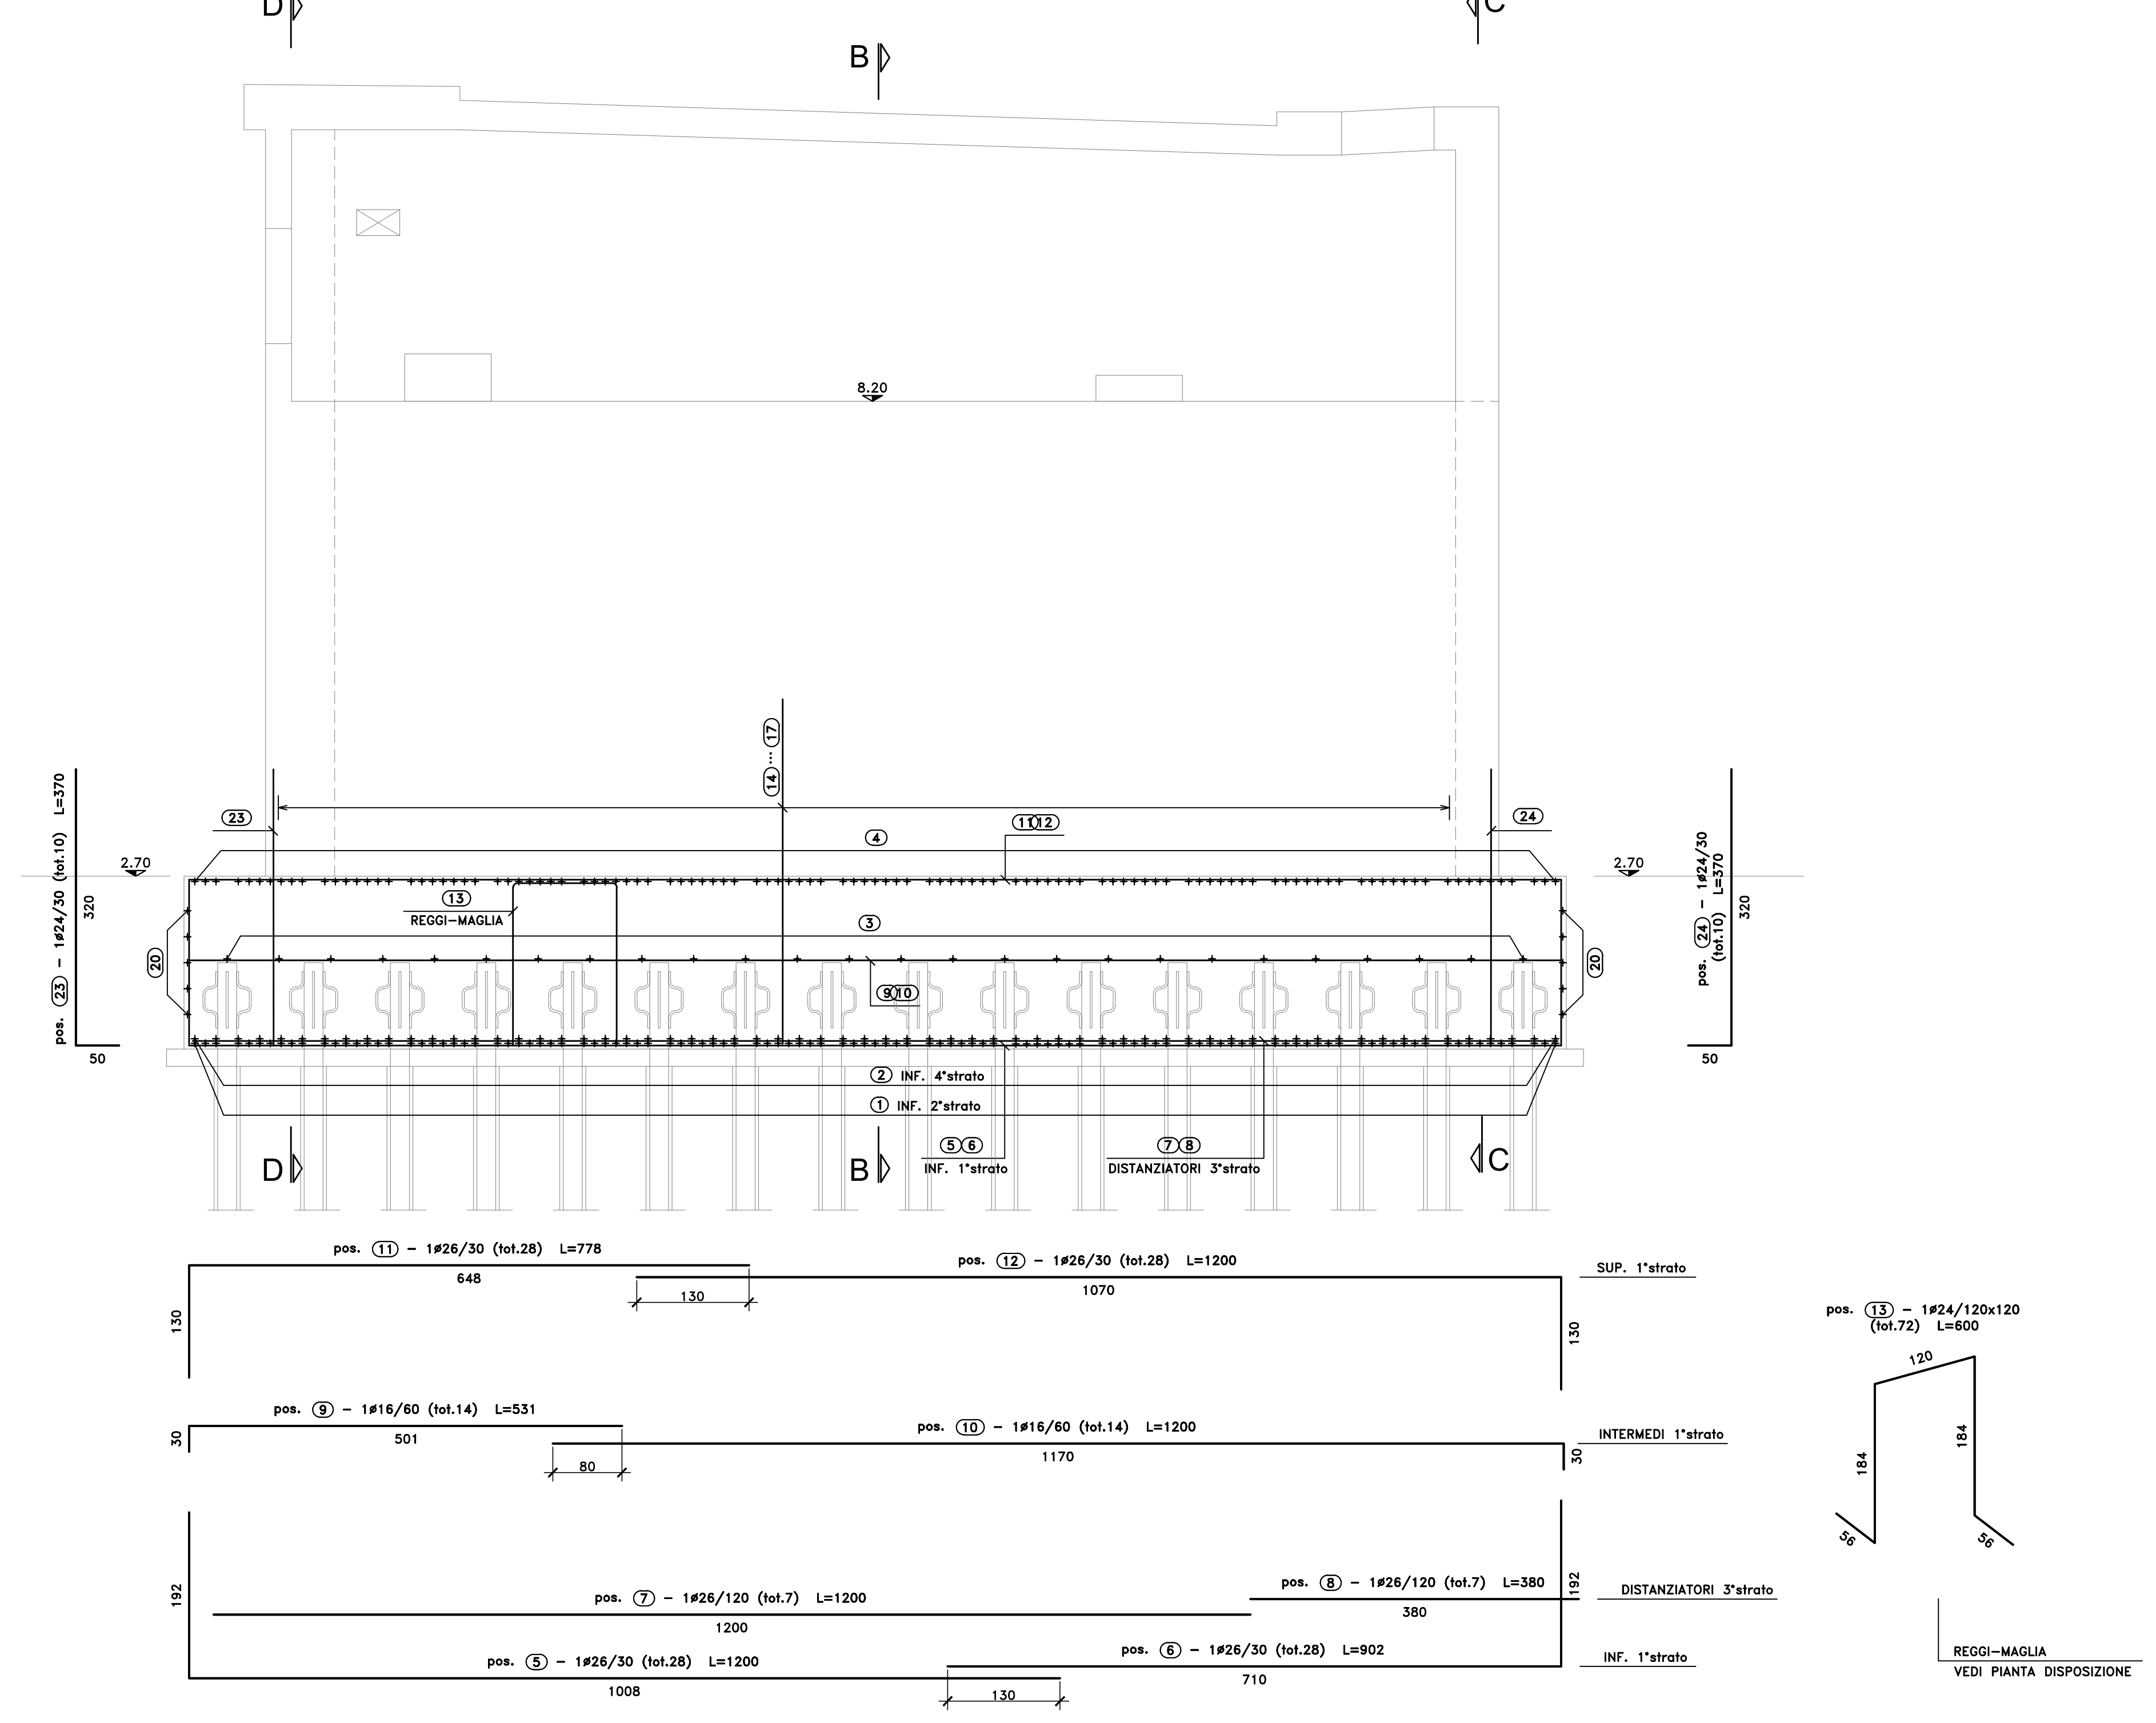 D
C
B
8.20
14 ... 17
23
11 12
24
4
2.70
2.70
13
REGGI-MAGLIA
3
20
20
9 10
pos. 23 - 1ø24/30 (tot.10) L=370
320
50
pos. 24 - 1ø24/30
(tot.10) L=370
320
50
2 INF. 4°strato
1 INF. 2°strato
5 6
INF. 1°strato
7 8
DISTANZIATORI 3°strato
D
B
C
pos. 11 - 1ø26/30 (tot.28) L=778
648
130
130
pos. 12 - 1ø26/30 (tot.28) L=1200
1070
130
SUP. 1°strato
pos. 13 - 1ø24/120x120
(tot.72) L=600
120
184
184
56
56
pos. 9 - 1ø16/60 (tot.14) L=531
501
30
80
pos. 10 - 1ø16/60 (tot.14) L=1200
1170
30
INTERMEDI 1°strato
192
pos. 7 - 1ø26/120 (tot.7) L=1200
1200
pos. 8 - 1ø26/120 (tot.7) L=380
380
192
DISTANZIATORI 3°strato
pos. 5 - 1ø26/30 (tot.28) L=1200
1008
130
pos. 6 - 1ø26/30 (tot.28) L=902
710
INF. 1°strato
REGGI-MAGLIA
VEDI PIANTA DISPOSIZIONE